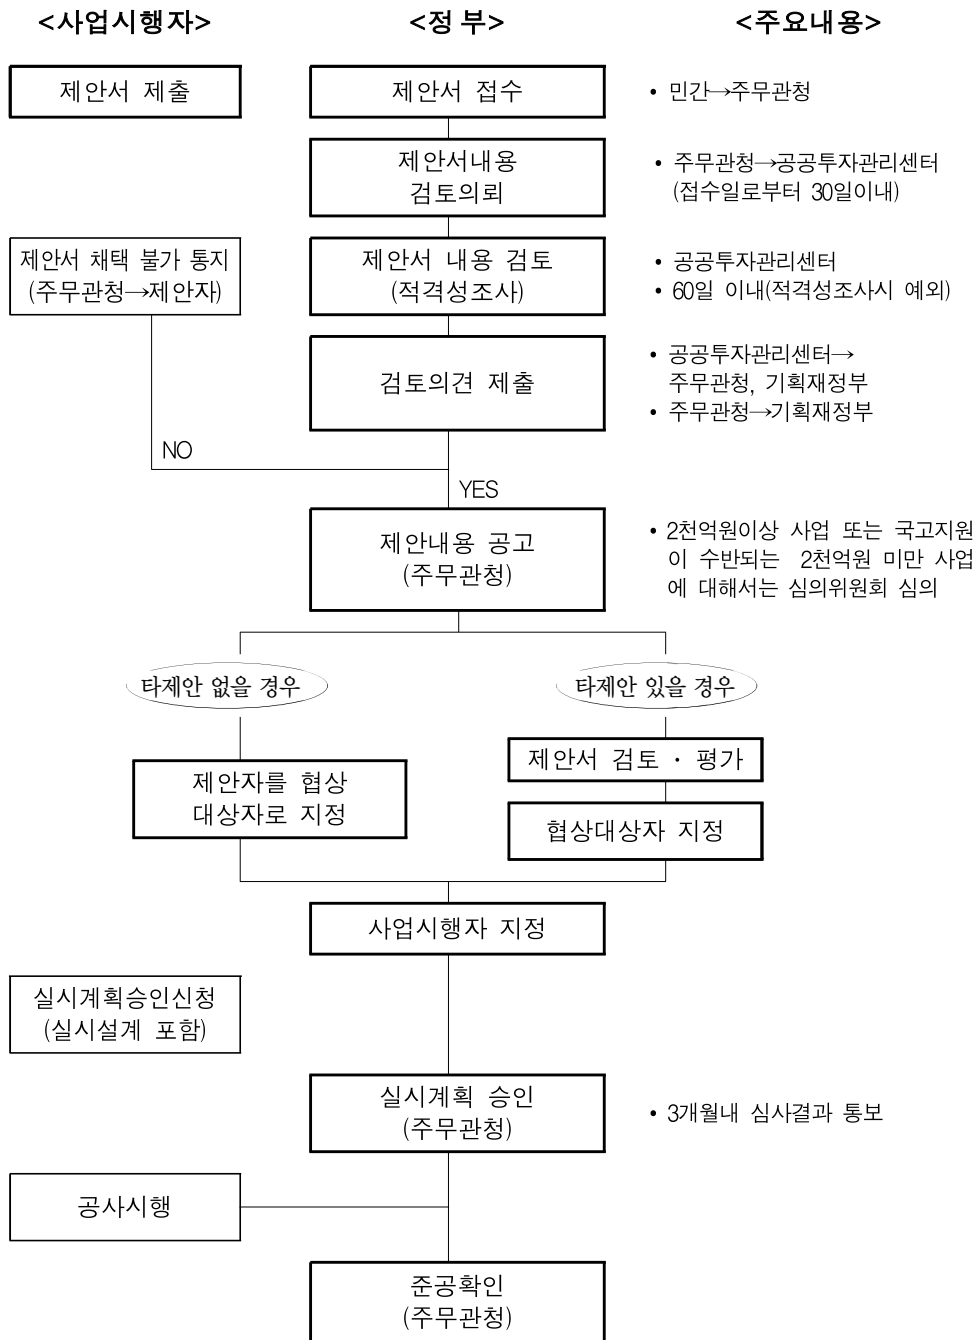 <사업시행자> <정 부> <주요내용>
제안서 제출 제안서 접수 • 민간→주무관청
제안서내용
검토의뢰
• 주무관청→공공투자관리센터
(접수일로부터 30일이내)
제안서 채택 불가 통지
(주무관청→제안자)
제안서 내용 검토
(적격성조사)
• 공공투자관리센터
• 60일 이내(적격성조사시 예외)
검토의견 제출
• 공공투자관리센터→
주무관청, 기획재정부
• 주무관청→기획재정부
NO
YES
제안내용 공고
(주무관청)
• 2천억원이상 사업 또는 국고지원
이 수반되는 2천억원 미만 사업
에 대해서는 심의위원회 심의
타제안 없을 경우
타제안 있을 경우
제안자를 협상
대상자로 지정
제안서 검토 · 평가
협상대상자 지정
사업시행자 지정
실시계획승인신청
(실시설계 포함)
실시계획 승인
(주무관청)
• 3개월내 심사결과 통보
공사시행
준공확인
(주무관청)